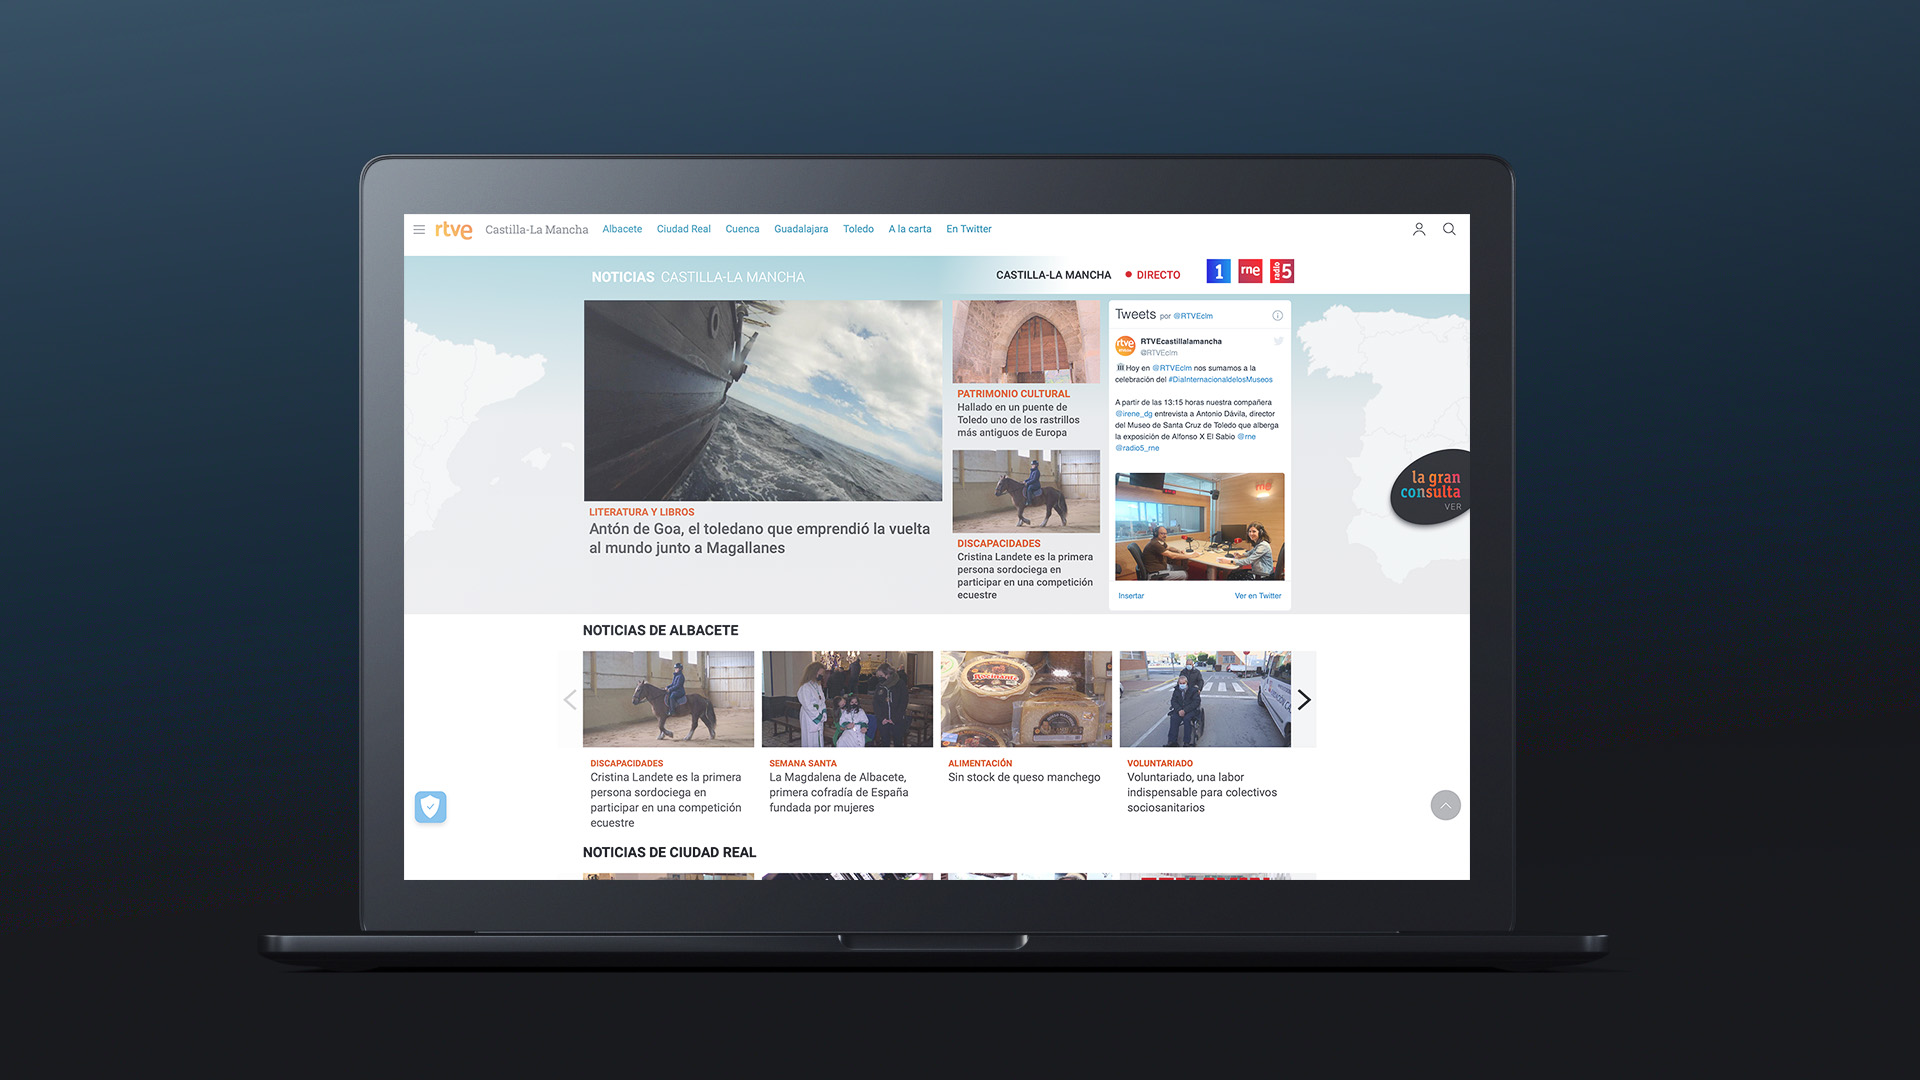 rtve
Castilla-La Mancha
Albacete
Ciudad Real
Cuenca
Guadalajara
Toledo
A la carta
En Twitter
NOTICIAS CASTILLA-LA MANCHA
CASTILLA-LA MANCHA
DIRECTO
1
rne
radio 5
LITERATURA Y LIBROS
Antón de Goa, el toledano que emprendió la vuelta
al mundo junto a Magallanes
PATRIMONIO CULTURAL
Hallado en un puente de
Toledo uno de los rastrillos
más antiguos de Europa
DISCAPACIDADES
Cristina Landete es la primera
persona sordociega en
participar en una competición
ecuestre
Tweets por @RTVEclm
rtve
RTVEcastillalamancha
@RTVEclm
Hoy en @RTVEclm nos sumamos a la
celebración del #DiaInternacionaldelosMuseos
A partir de las 13:15 horas nuestra compañera
@irene_dg entrevista a Antonio Dávila, director
del Museo de Santa Cruz de Toledo que alberga
la exposición de Alfonso X El Sabio @rne
@radio5_rne
rne
Insertar
Ver en Twitter
la gran
consulta
VER
NOTICIAS DE ALBACETE
DISCAPACIDADES
Cristina Landete es la primera
persona sordociega en
participar en una competición
ecuestre
SEMANA SANTA
La Magdalena de Albacete,
primera cofradía de España
fundada por mujeres
Rocinante
ALIMENTACIÓN
Sin stock de queso manchego
VOLUNTARIADO
Voluntariado, una labor
indispensable para colectivos
sociosanitarios
NOTICIAS DE CIUDAD REAL